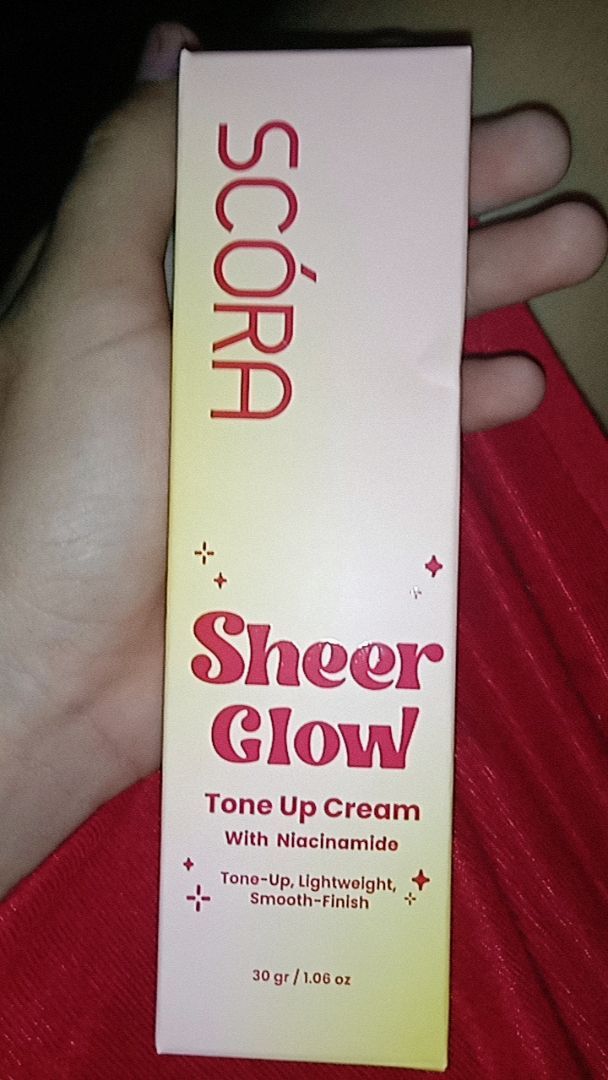 SCÓRA
Sheer
Glow
Tone Up Cream
With Niacinamide
Tone-Up, Lightweight,
Smooth-Finish
30 gr / 1.06 oz